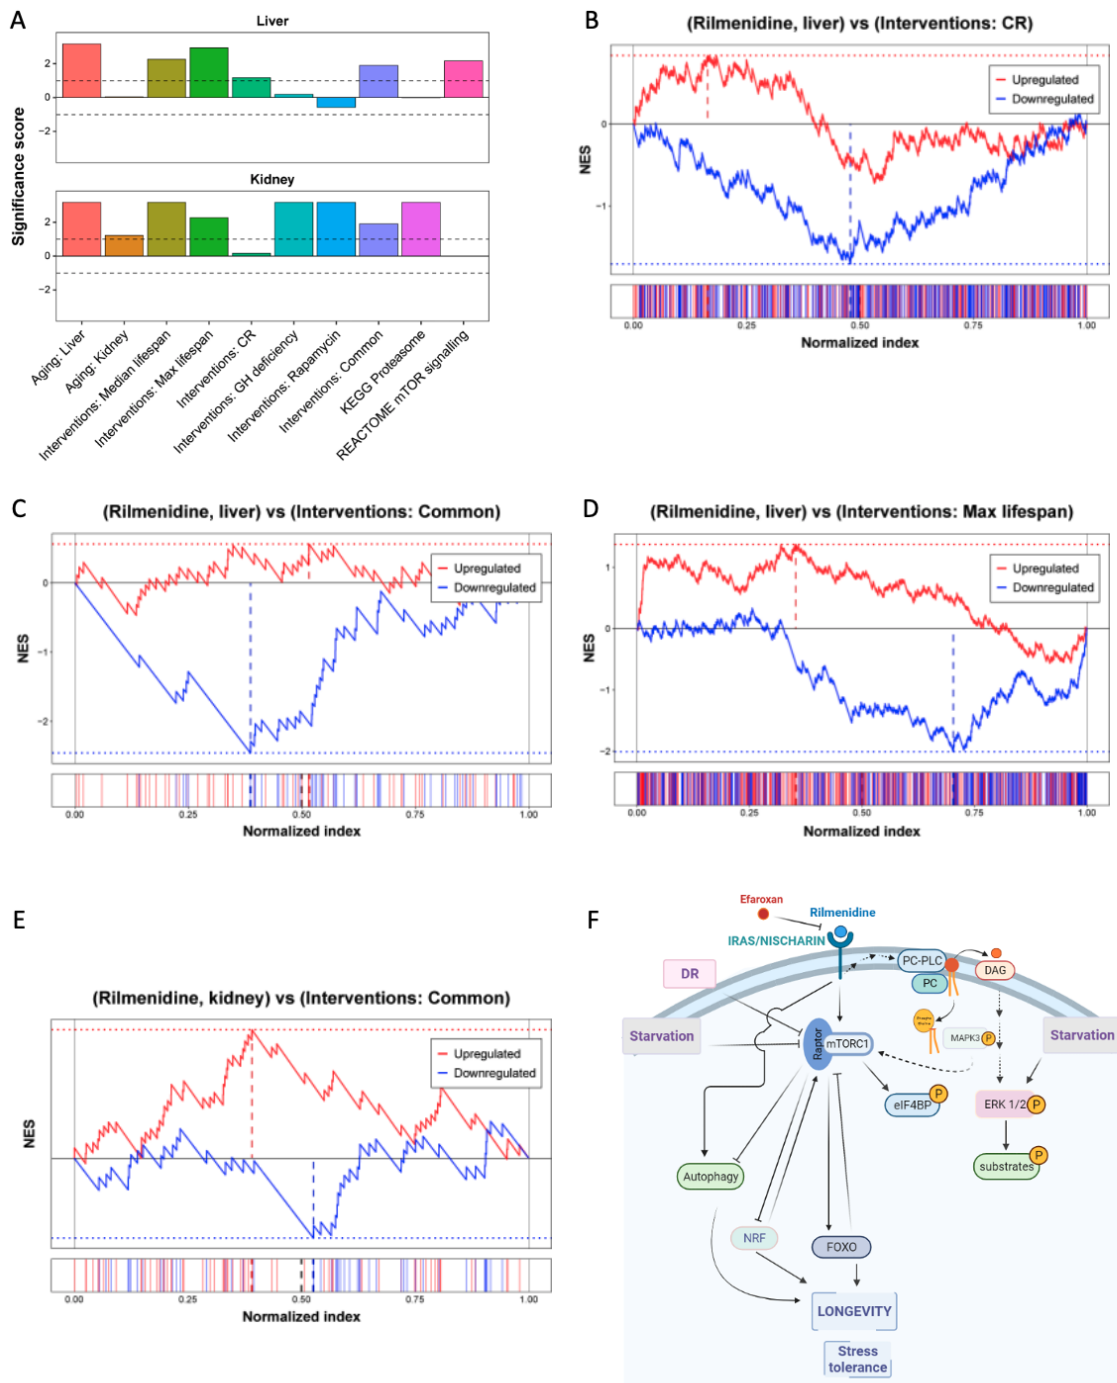 A
Liver
2
0
−2
Kidney
2
0
−2
Significance score
Aging: Liver
Aging: Kidney
Interventions: Median lifespan
Interventions: Max lifespan
Interventions: CR
Interventions: GH deficiency
Interventions: Rapamycin
Interventions: Common
KEGG Proteasome
REACTOME mTOR signalling
B
(Rilmenidine, liver) vs (Interventions: CR)
Upregulated
Downregulated
0
−1
NES
0.00 0.25 0.50 0.75 1.00
Normalized index
C
(Rilmenidine, liver) vs (Interventions: Common)
Upregulated
Downregulated
0
−1
−2
NES
0.00 0.25 0.50 0.75 1.00
Normalized index
D
(Rilmenidine, liver) vs (Interventions: Max lifespan)
Upregulated
Downregulated
1
0
−1
−2
NES
0.00 0.25 0.50 0.75 1.00
Normalized index
E
(Rilmenidine, kidney) vs (Interventions: Common)
Upregulated
Downregulated
NES
0.00 0.25 0.50 0.75 1.00
Normalized index
F
Efaroxan
Rilmenidine
IRAS/NISCHARIN
PC-PLC
DAG
PC
DR
Starvation
Starvation
Raptor
mTORC1
MAPK3 P
eIF4BP P
ERK 1/2 P
substrates P
Autophagy
NRF
FOXO
LONGEVITY
Stress
tolerance